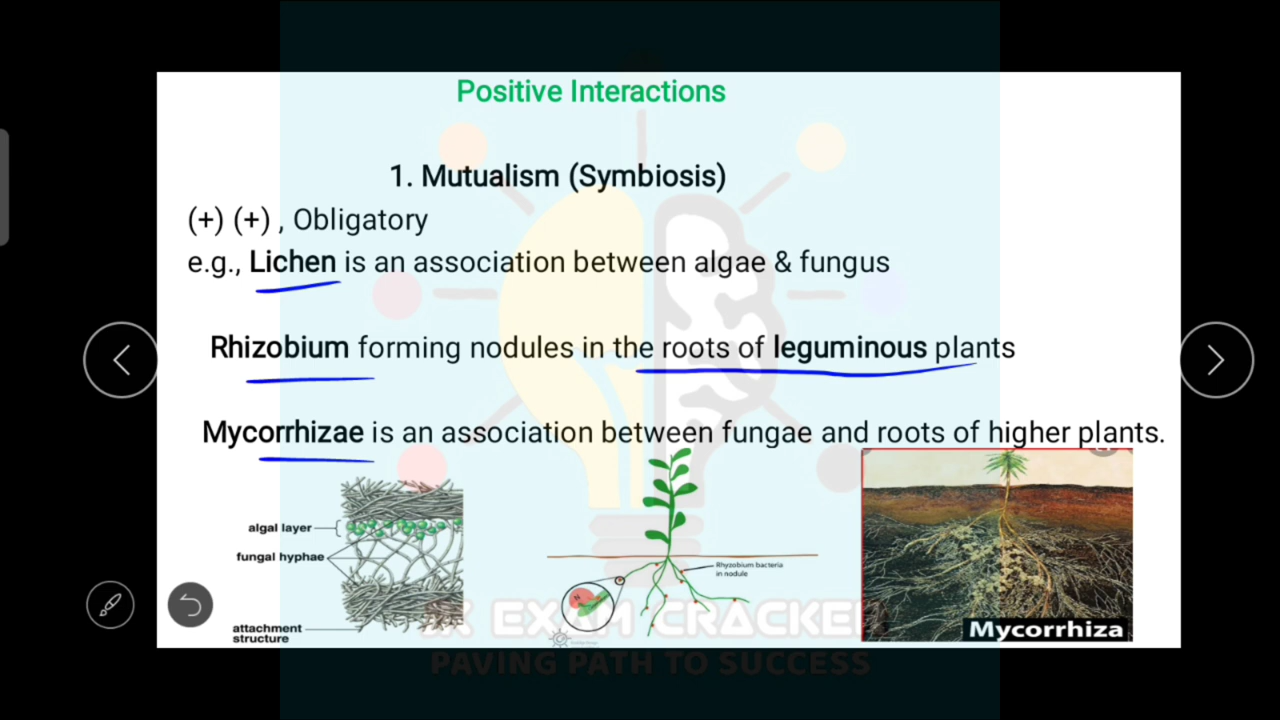 Positive Interactions
1. Mutualism (Symbiosis)
(+) (+) , Obligatory
e.g., Lichen is an association between algae & fungus
Rhizobium forming nodules in the roots of leguminous plants
Mycorrhizae is an association between fungae and roots of higher plants.
algal layer
fungal hyphae
attachment
structure
Rhyzobium bacteria
in nodule
N
Mycorrhiza
K EXAM CRACKE
PAVING PATH TO SUCCESS